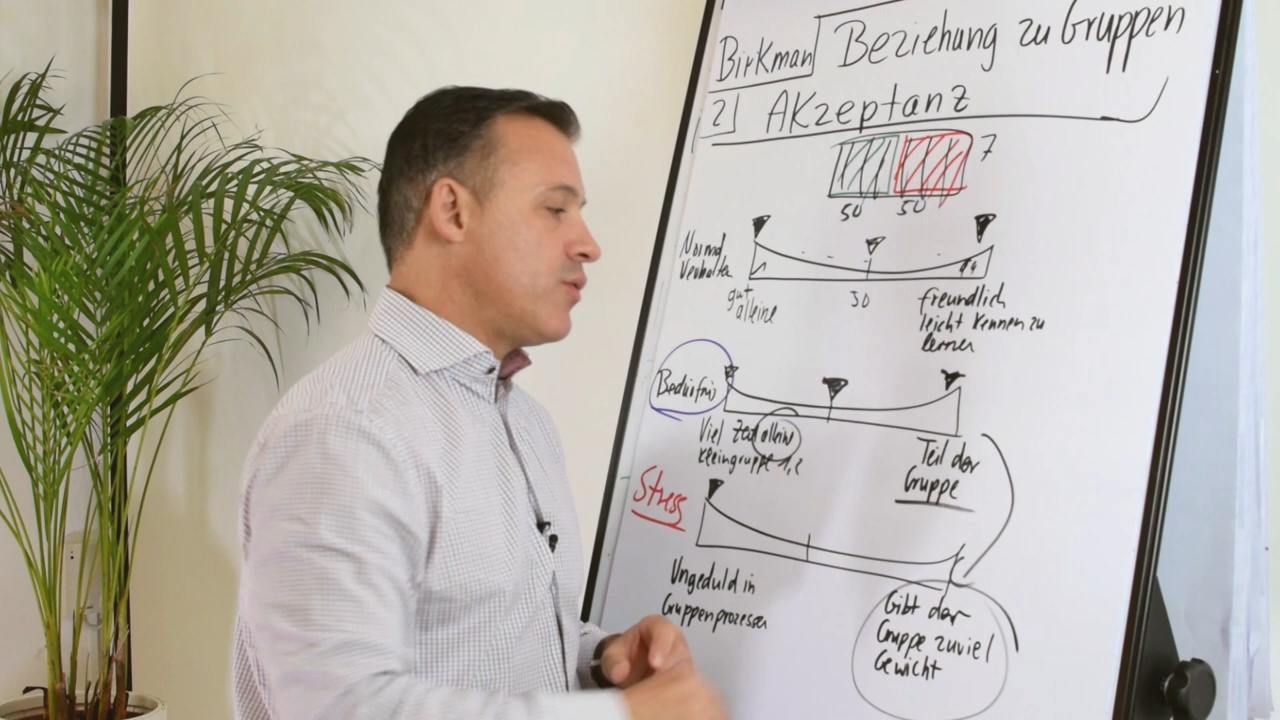 Birkman Beziehung zu Gruppen
2) Akzeptanz
7
50 50
Normal
Verhalten
gut
alleine
50
99
freundlich
leicht kennen zu
lernen
Bedürfnis
Viel Zeit allein
Kleingruppe 1,2
Teil der
Gruppe
Stress
Ungeduld in
Gruppenprozessen
Gibt der
Gruppe zuviel
Gewicht